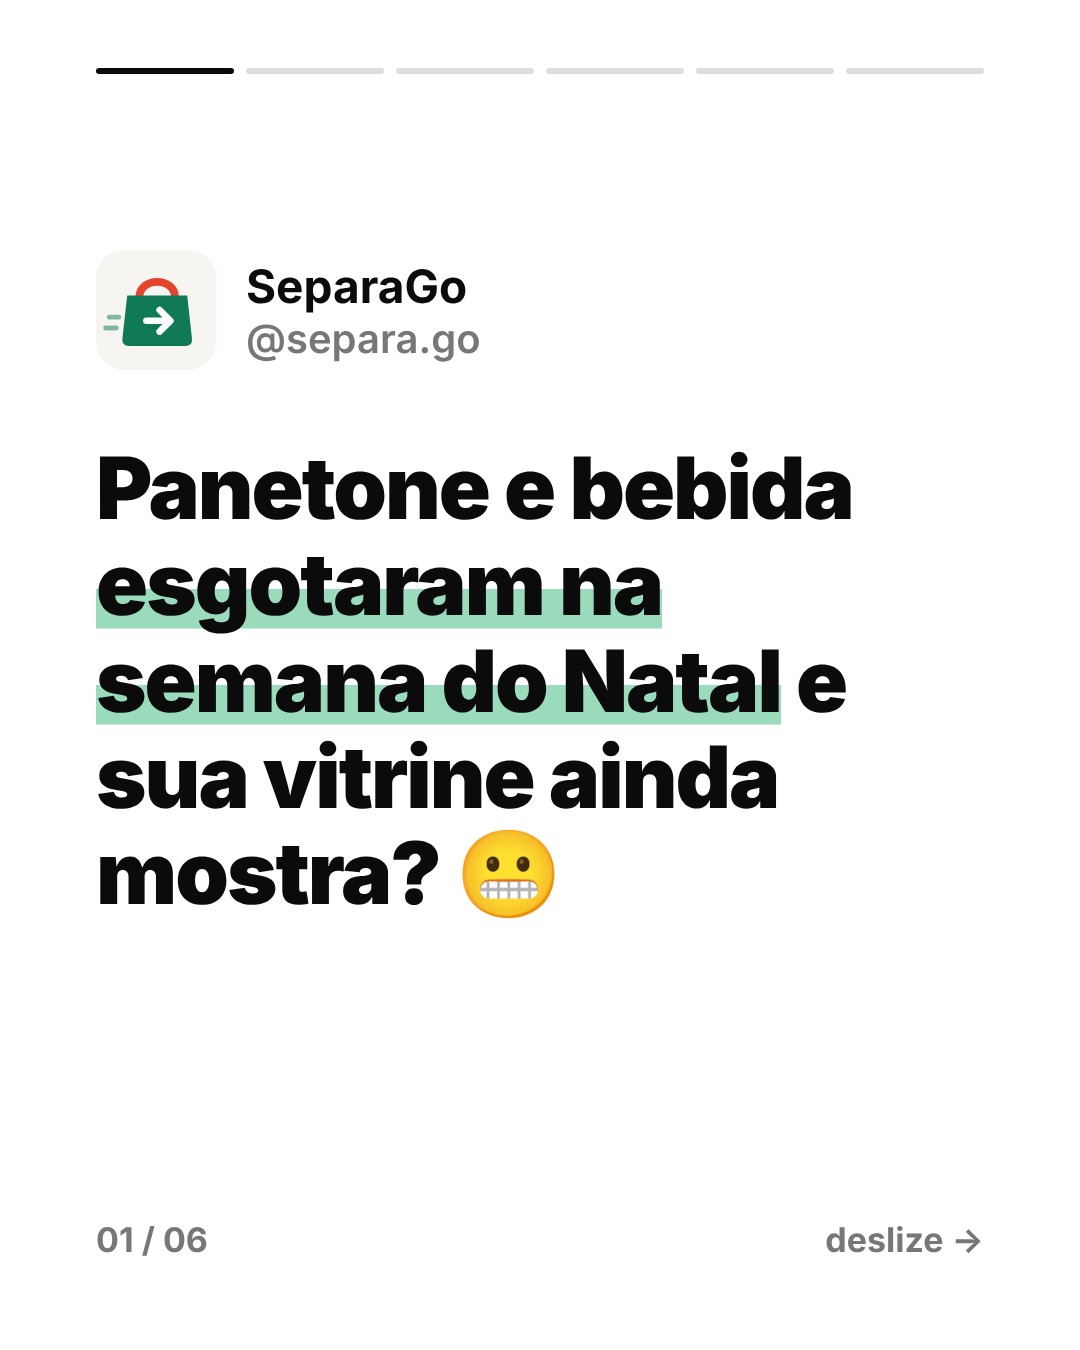 SeparaGo
@separa.go
Panetone e bebida
esgotaram na
semana do Natal e
sua vitrine ainda
mostra? 😬
01 / 06
deslize →